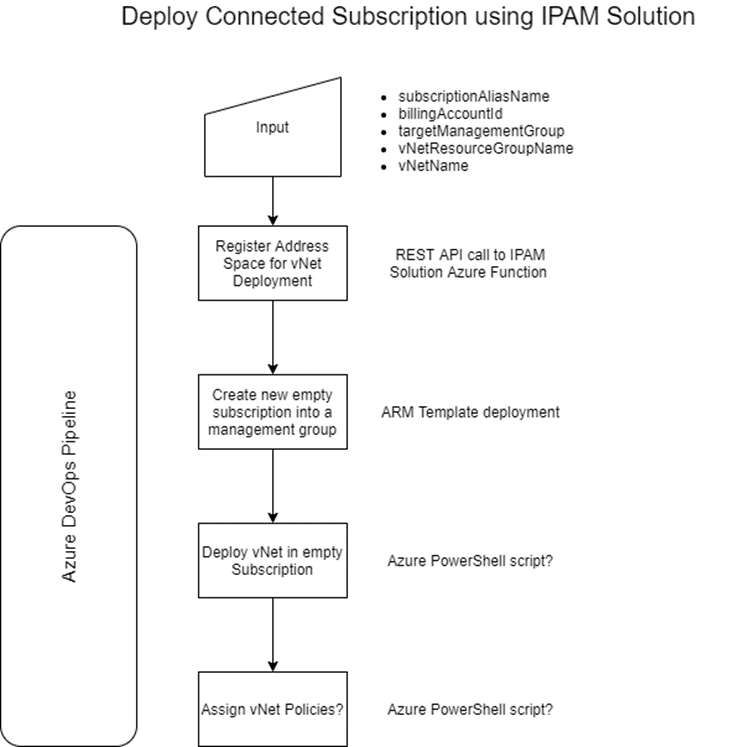 Deploy Connected Subscription using IPAM Solution
Input
• subscriptionAliasName
• billingAccountId
• targetManagementGroup
• vNetResourceGroupName
• vNetName
Register Address
Space for vNet
Deployment
REST API call to IPAM
Solution Azure Function
Create new empty
subscription into a
management group
ARM Template deployment
Azure DevOps Pipeline
Deploy vNet in empty
Subscription
Azure PowerShell script?
Assign vNet Policies?
Azure PowerShell script?